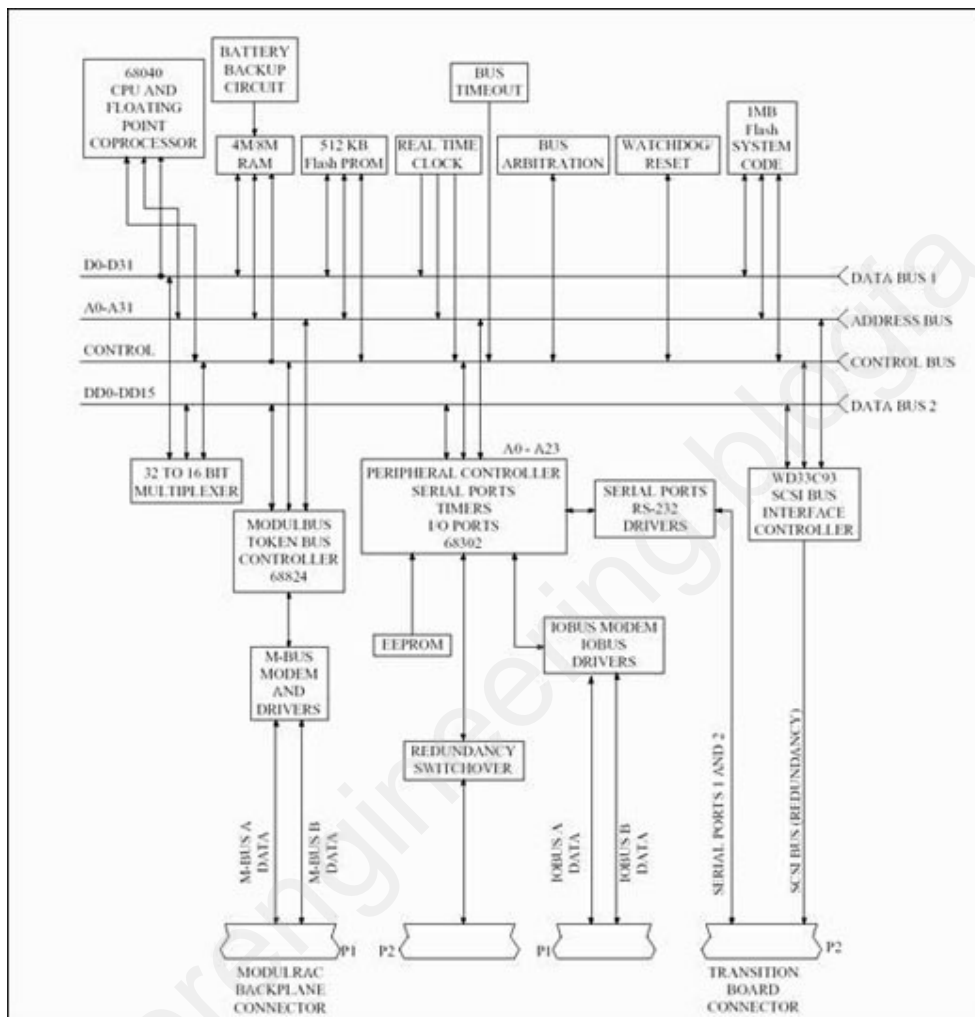 BATTERY
BACKUP
CIRCUIT
68040
CPU AND
FLOATING
POINT
COPROCESSOR
BUS
TIMEOUT
4M/8M
RAM
512 KB
Flash PROM
REAL TIME
CLOCK
BUS
ARBITRATION
WATCHDOG/
RESET
1MB
Flash
SYSTEM
CODE
D0-D31
DATA BUS 1
A0-A31
ADDRESS BUS
CONTROL
CONTROL BUS
DD0-DD15
DATA BUS 2
A0 - A23
32 TO 16 BIT
MULTIPLEXER
MODULBUS
TOKEN BUS
CONTROLLER
68824
PERIPHERAL CONTROLLER
SERIAL PORTS
TIMERS
I/O PORTS
68302
SERIAL PORTS
RS-232
DRIVERS
WD33C93
SCSI BUS
INTERFACE
CONTROLLER
EEPROM
IOBUS MODEM
IOBUS
DRIVERS
M-BUS
MODEM
AND
DRIVERS
REDUNDANCY
SWITCHOVER
M-BUS A
DATA
M-BUS B
DATA
IOBUS A
DATA
IOBUS B
DATA
SERIAL PORTS 1 AND 2
SCSI BUS (REDUNDANCY)
P1
P2
P1
P2
MODULRAC
BACKPLANE
CONNECTOR
TRANSITION
BOARD
CONNECTOR